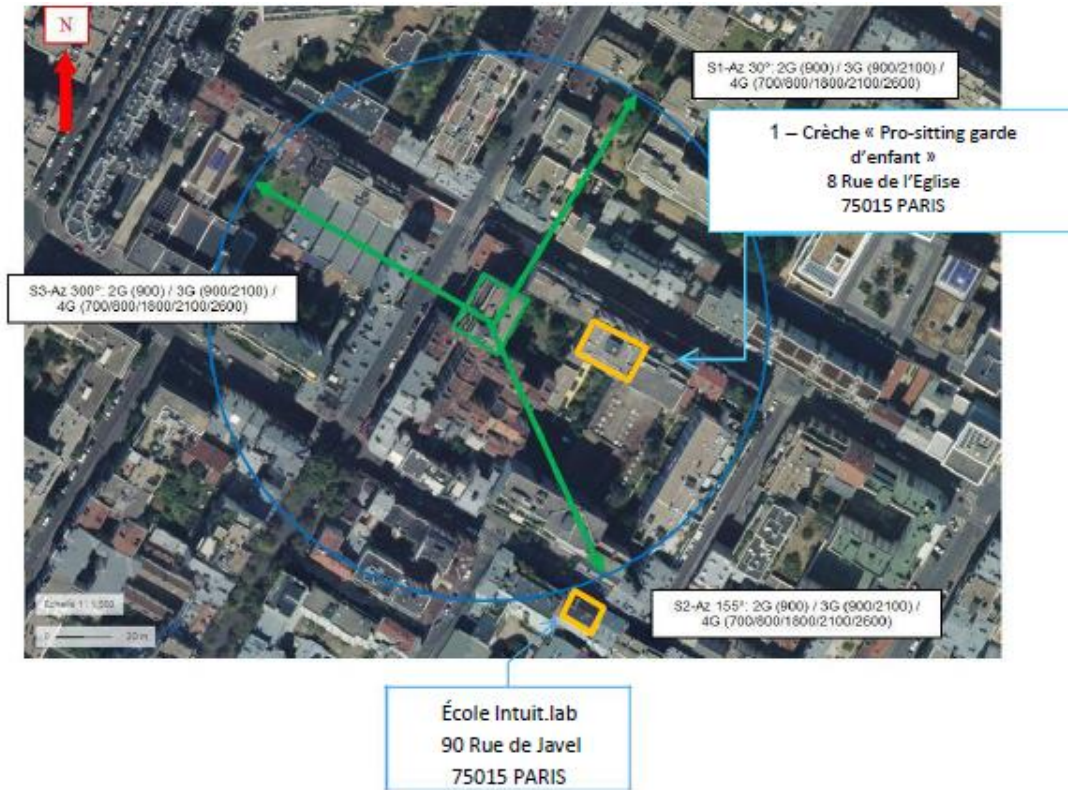 N
S1-Az 30°: 2G (900) / 3G (900/2100) /
4G (700/800/1800/2100/2600)
1 – Crèche « Pro-sitting garde
d'enfant »
8 Rue de l'Eglise
75015 PARIS
S3-Az 300°: 2G (900) / 3G (900/2100) /
4G (700/800/1800/2100/2600)
S2-Az 155°: 2G (900) / 3G (900/2100) /
4G (700/800/1800/2100/2600)
0 20 m
École Intuit.lab
90 Rue de Javel
75015 PARIS